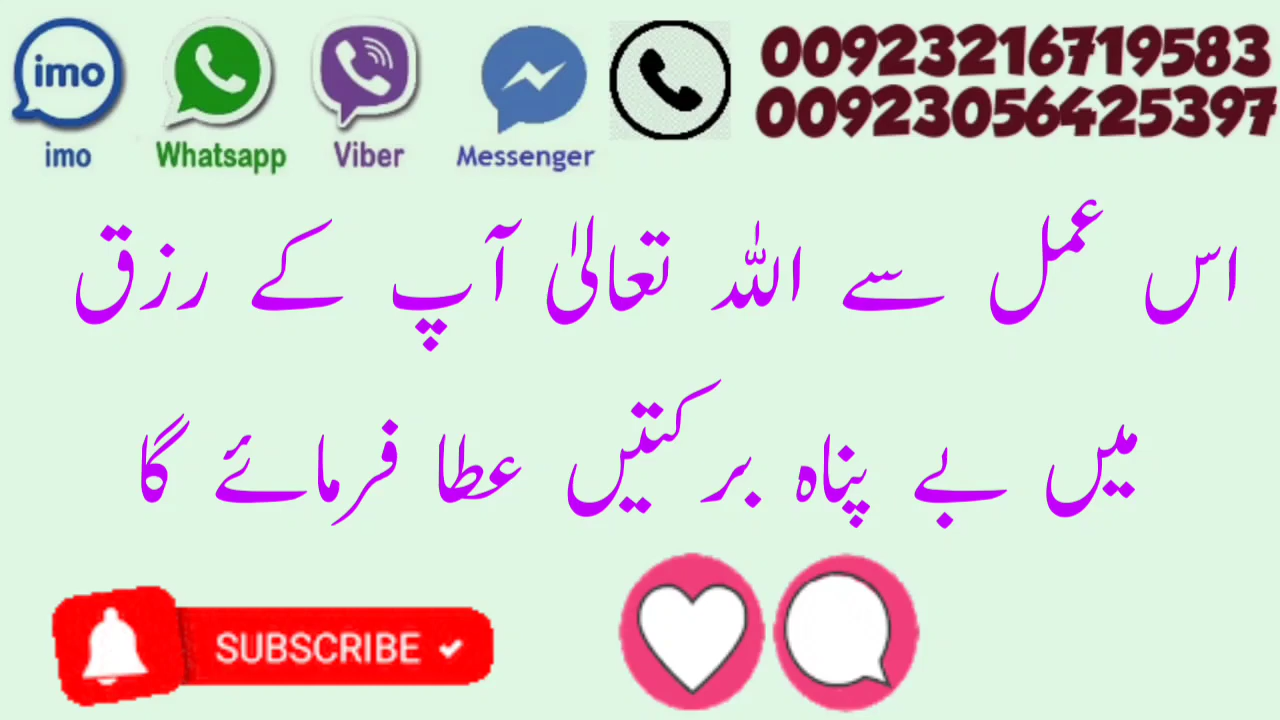 imo
00923216719583
00923056425397
imo Whatsapp Viber Messenger
اس عمل سے اللہ تعالیٰ آپ کے رزق
میں بے پناہ برکتیں عطا فرمائے گا
SUBSCRIBE